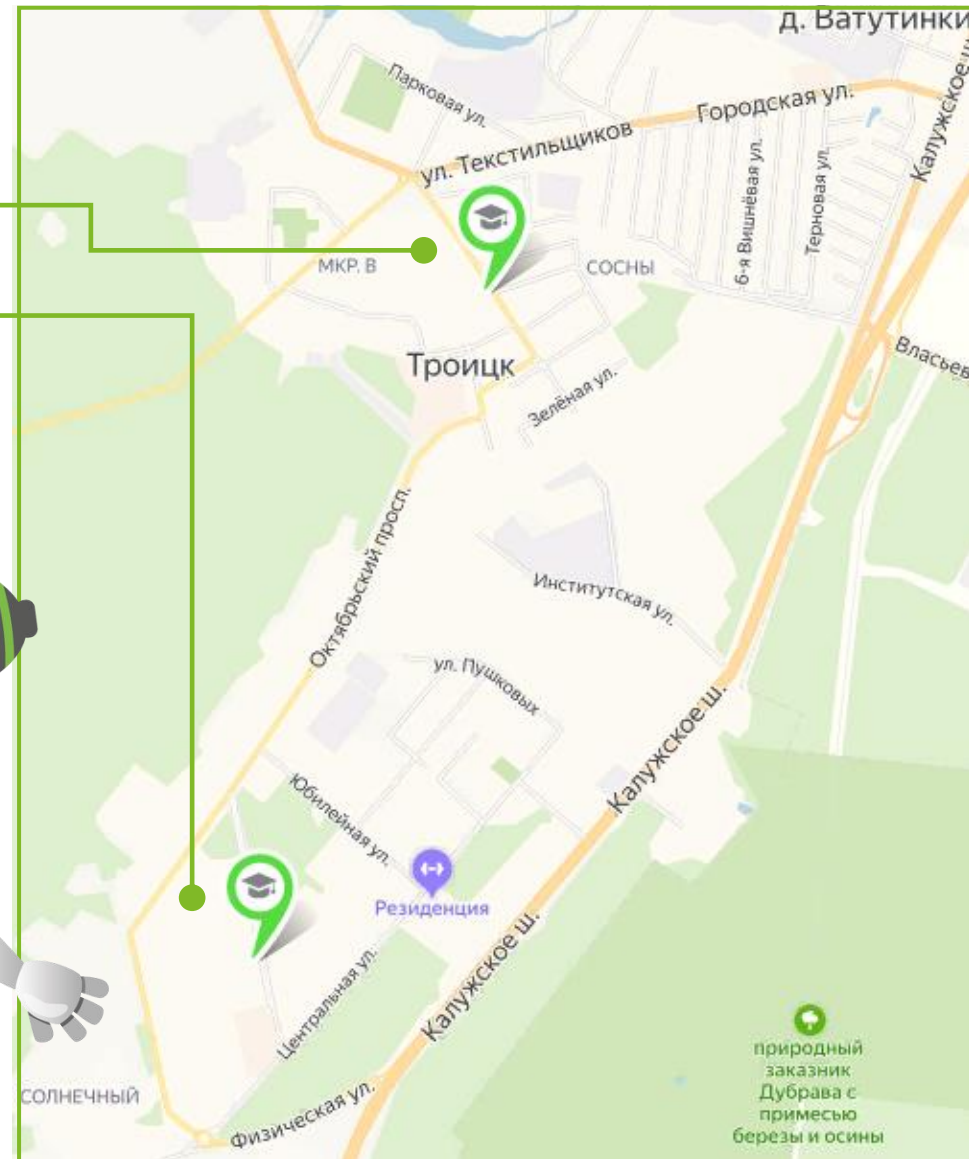 д. Ватутинки
Парковая ул.
Городская ул.
Калужское ш.
ул. Текстильщиков
6-я Вишнёвая ул.
Терновая ул.
МКР. В
СОСНЫ
Троицк
Зелёная ул.
Октябрьский просп.
Институтская ул.
ул. Пушковых
Калужское ш.
Юбилейная ул.
Резиденция
Калужское ш.
Центральная ул.
природный
заказник
Дубрава с
примесью
березы и осины
СОЛНЕЧНЫЙ
Физическая ул.